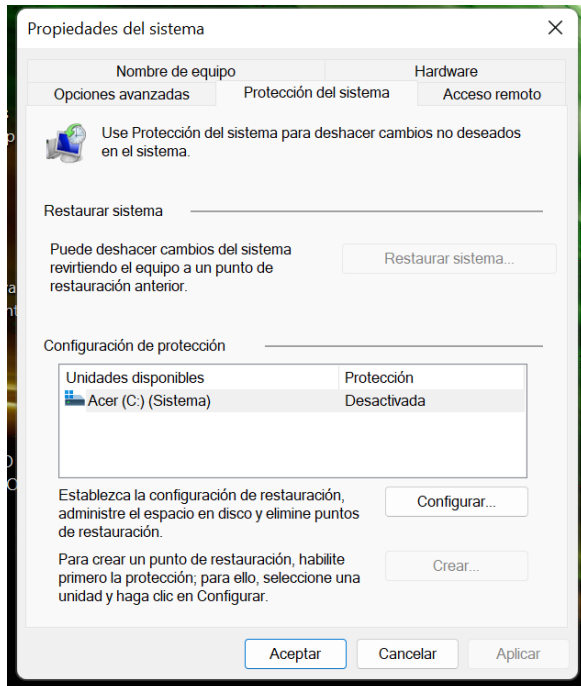 Propiedades del sistema
Nombre de equipo
Hardware
Opciones avanzadas
Protección del sistema
Acceso remoto
Use Protección del sistema para deshacer cambios no deseados
en el sistema.
Restaurar sistema
Puede deshacer cambios del sistema
revirtiendo el equipo a un punto de
restauración anterior.
Restaurar sistema...
Configuración de protección
Unidades disponibles
Protección
Acer (C:) (Sistema)
Desactivada
Establezca la configuración de restauración,
administre el espacio en disco y elimine puntos
de restauración.
Configurar...
Para crear un punto de restauración, habilite
primero la protección; para ello, seleccione una
unidad y haga clic en Configurar.
Crear...
Aceptar
Cancelar
Aplicar